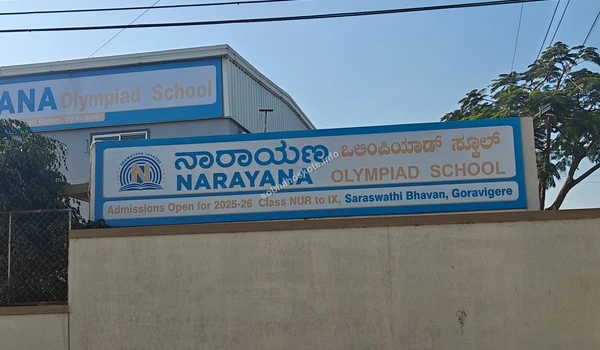 ANA Olympiad School
ನಾರಾಯಣ ಒಲಿಂಪಿಯಾಡ್ ಸ್ಕೂಲ್
NARAYANA OLYMPIAD SCHOOL
Admissions Open for 2025-26 Class NUR to IX, Saraswathi Bhavan, Goravigere
N